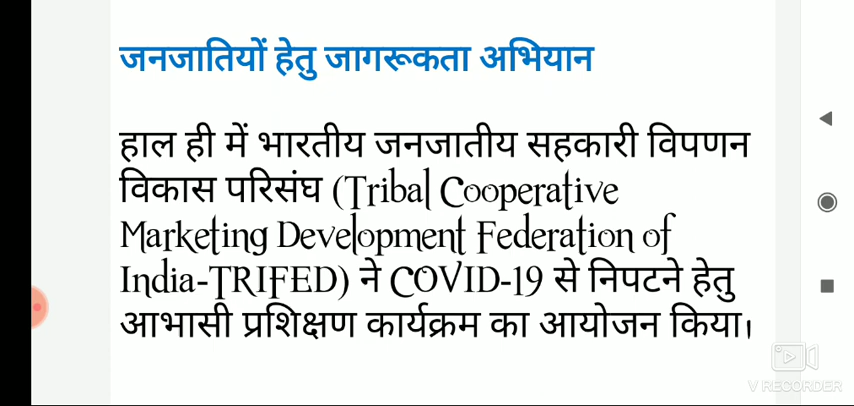 जनजातियों हेतु जागरूकता अभियान
हाल ही में भारतीय जनजातीय सहकारी विपणन
विकास परिसंघ (Tribal Cooperative
Marketing Development Federation of
India-TRIFED) ने COVID-19 से निपटने हेतु
आभासी प्रशिक्षण कार्यक्रम का आयोजन किया।
V RECORDER